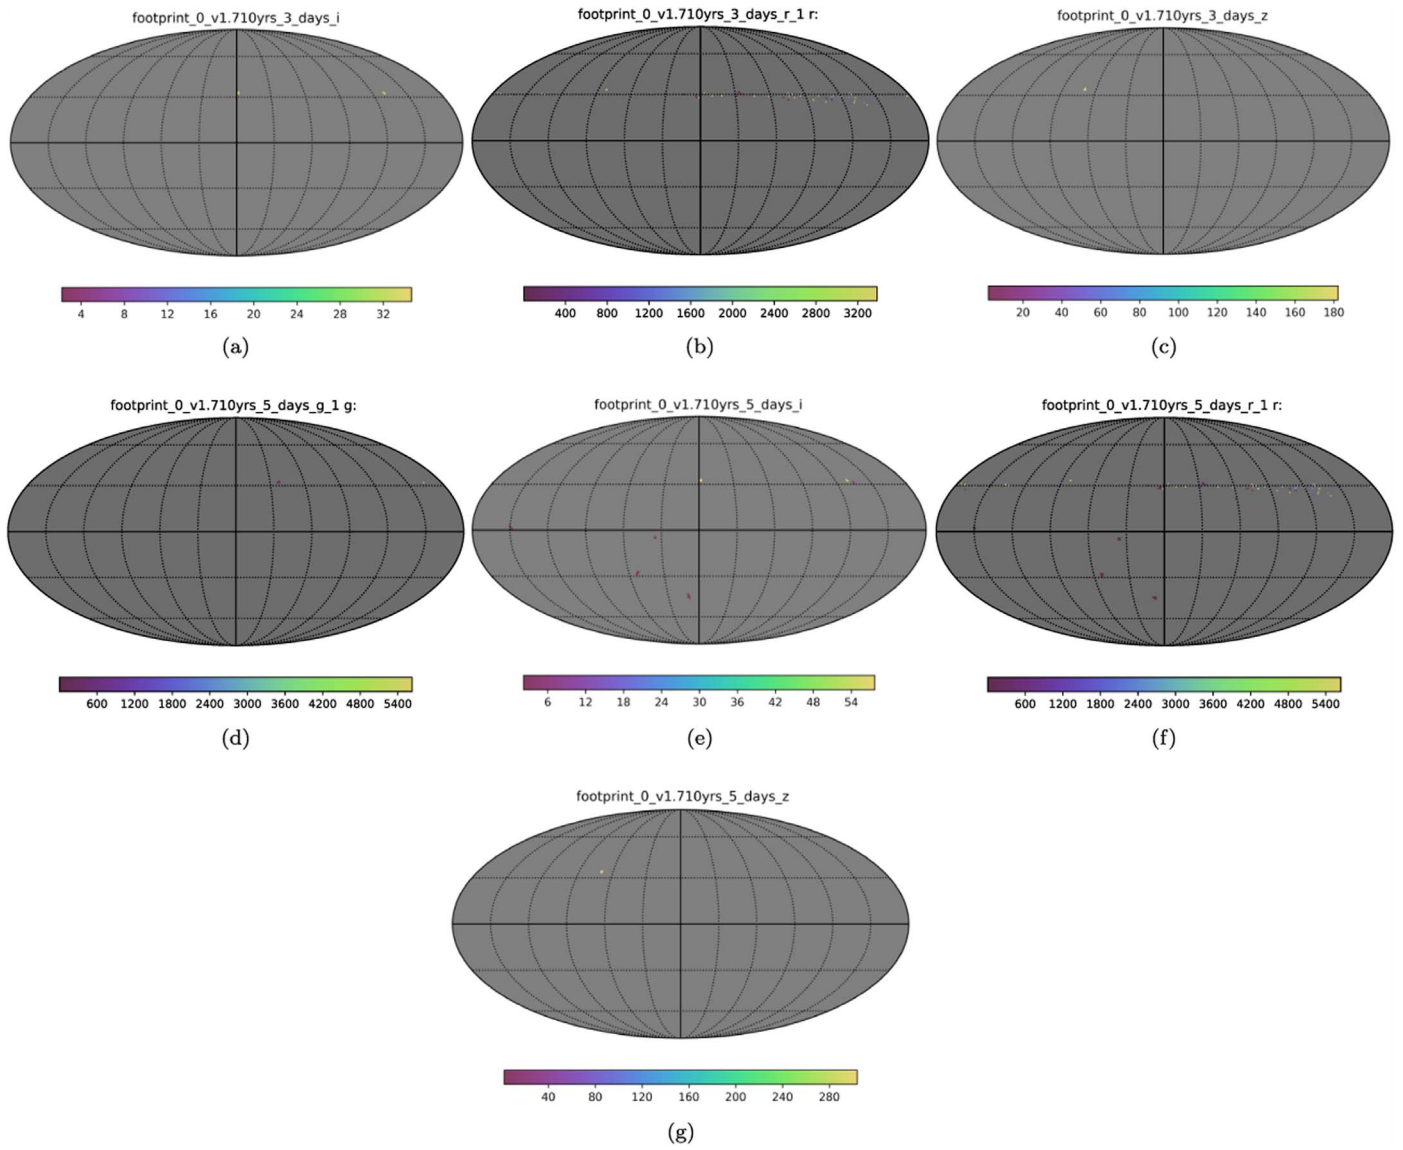 footprint_0_v1.710yrs_3_days_i
footprint_0_v1.710yrs_3_days_r_1 r:
footprint_0_v1.710yrs_3_days_z
4 8 12 16 20 24 28 32
400 800 1200 1600 2000 2400 2800 3200
20 40 60 80 100 120 140 160 180
(a)
(b)
(c)
footprint_0_v1.710yrs_5_days_g_1 g:
footprint_0_v1.710yrs_5_days_i
footprint_0_v1.710yrs_5_days_r_1 r:
600 1200 1800 2400 3000 3600 4200 4800 5400
6 12 18 24 30 36 42 48 54
600 1200 1800 2400 3000 3600 4200 4800 5400
(d)
(e)
(f)
footprint_0_v1.710yrs_5_days_z
40 80 120 160 200 240 280
(g)